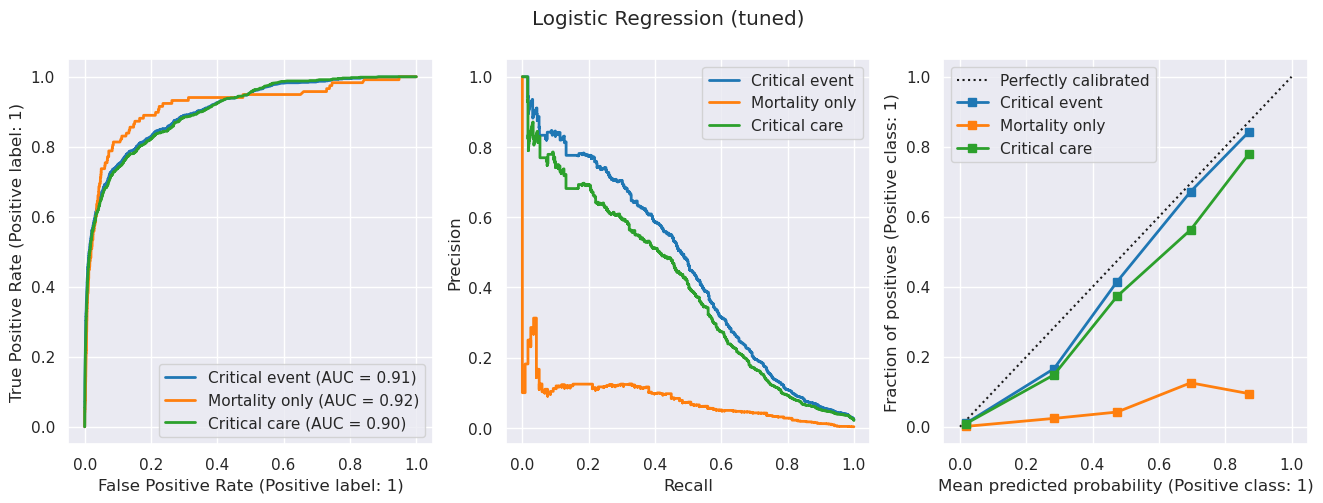 Logistic Regression (tuned)
True Positive Rate (Positive label: 1)
1.0
0.8
0.6
0.4
0.2
0.0
Critical event (AUC = 0.91)
Mortality only (AUC = 0.92)
Critical care (AUC = 0.90)
0.0 0.2 0.4 0.6 0.8 1.0
False Positive Rate (Positive label: 1)
Precision
1.0
0.8
0.6
0.4
0.2
0.0
Critical event
Mortality only
Critical care
0.0 0.2 0.4 0.6 0.8 1.0
Recall
Fraction of positives (Positive class: 1)
1.0
0.8
0.6
0.4
0.2
0.0
Perfectly calibrated
Critical event
Mortality only
Critical care
0.0 0.2 0.4 0.6 0.8 1.0
Mean predicted probability (Positive class: 1)